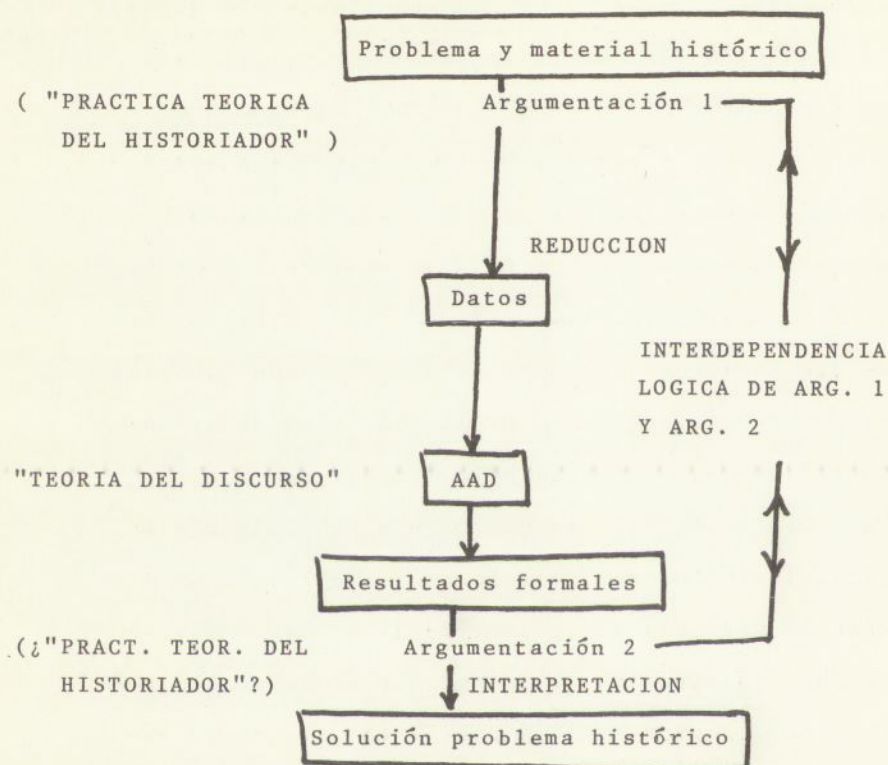 Problema y material histórico
( "PRACTICA TEORICA
DEL HISTORIADOR" )
Argumentación 1
REDUCCION
Datos
INTERDEPENDENCIA
LOGICA DE ARG. 1
Y ARG. 2
"TEORIA DEL DISCURSO"
AAD
Resultados formales
(¿"PRACT. TEOR. DEL
HISTORIADOR"?)
Argumentación 2
INTERPRETACION
Solución problema histórico